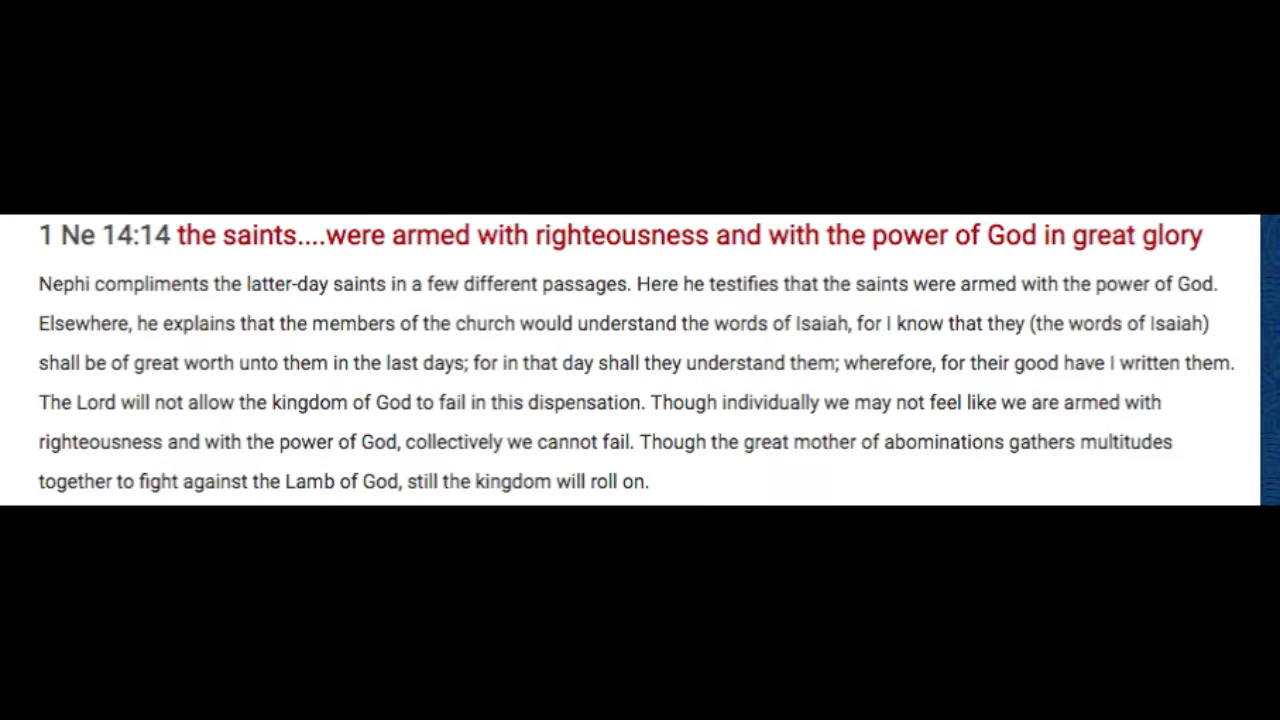 1 Ne 14:14 the saints....were armed with righteousness and with the power of God in great glory
Nephi compliments the latter-day saints in a few different passages. Here he testifies that the saints were armed with the power of God.
Elsewhere, he explains that the members of the church would understand the words of Isaiah, for I know that they (the words of Isaiah)
shall be of great worth unto them in the last days; for in that day shall they understand them; wherefore, for their good have I written them.
The Lord will not allow the kingdom of God to fail in this dispensation. Though individually we may not feel like we are armed with
righteousness and with the power of God, collectively we cannot fail. Though the great mother of abominations gathers multitudes
together to fight against the Lamb of God, still the kingdom will roll on.